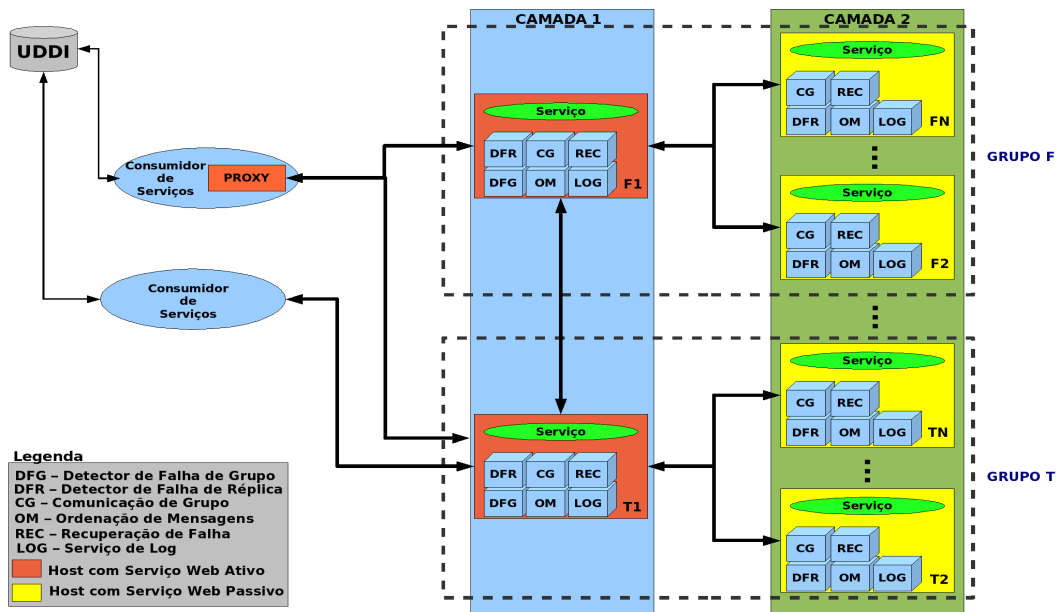 CAMADA 1
CAMADA 2
UDDI
Consumidor
de
Serviços
PROXY
Consumidor
de
Serviços
Serviço
DFR CG REC
DFG OM LOG
F1
Serviço
CG REC
DFR OM LOG
FN
Serviço
CG REC
DFR OM LOG
F2
GRUPO F
Serviço
DFR CG REC
DFG OM LOG
T1
Serviço
CG REC
DFR OM LOG
TN
Serviço
CG REC
DFR OM LOG
T2
GRUPO T
Legenda
DFG – Detector de Falha de Grupo
DFR – Detector de Falha de Réplica
CG – Comunicação de Grupo
OM – Ordenação de Mensagens
REC – Recuperação de Falha
LOG – Serviço de Log
Host com Serviço Web Ativo
Host com Serviço Web Passivo